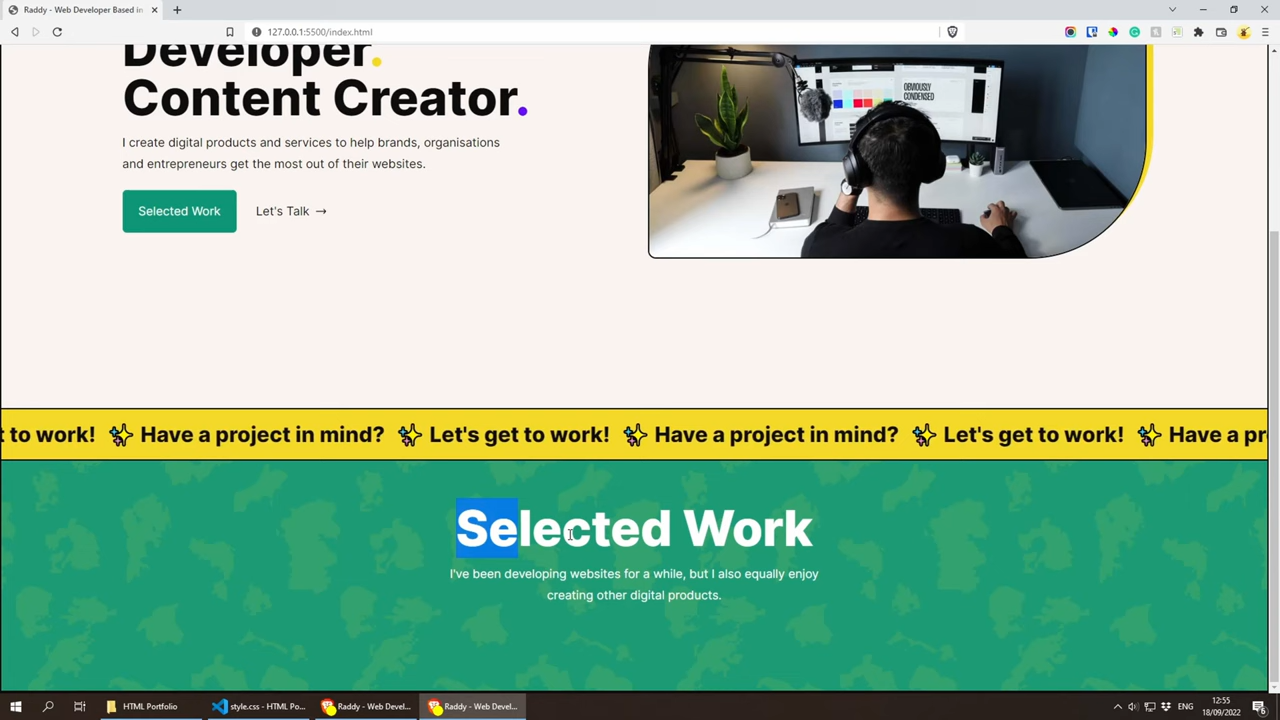 Raddy - Web Developer Based in
127.0.0.1:5500/index.html
Developer.
Content Creator.
I create digital products and services to help brands, organisations
and entrepreneurs get the most out of their websites.
Selected Work
Let's Talk →
OBVIOUSLY
CONDENSED
t to work! Have a project in mind? Let's get to work! Have a project in mind? Let's get to work! Have a pr
Selected Work
I've been developing websites for a while, but I also equally enjoy
creating other digital products.
HTML Portfolio
style.css - HTML Po...
Raddy - Web Devel...
Raddy - Web Devel...
ENG
12:55
18/09/2022